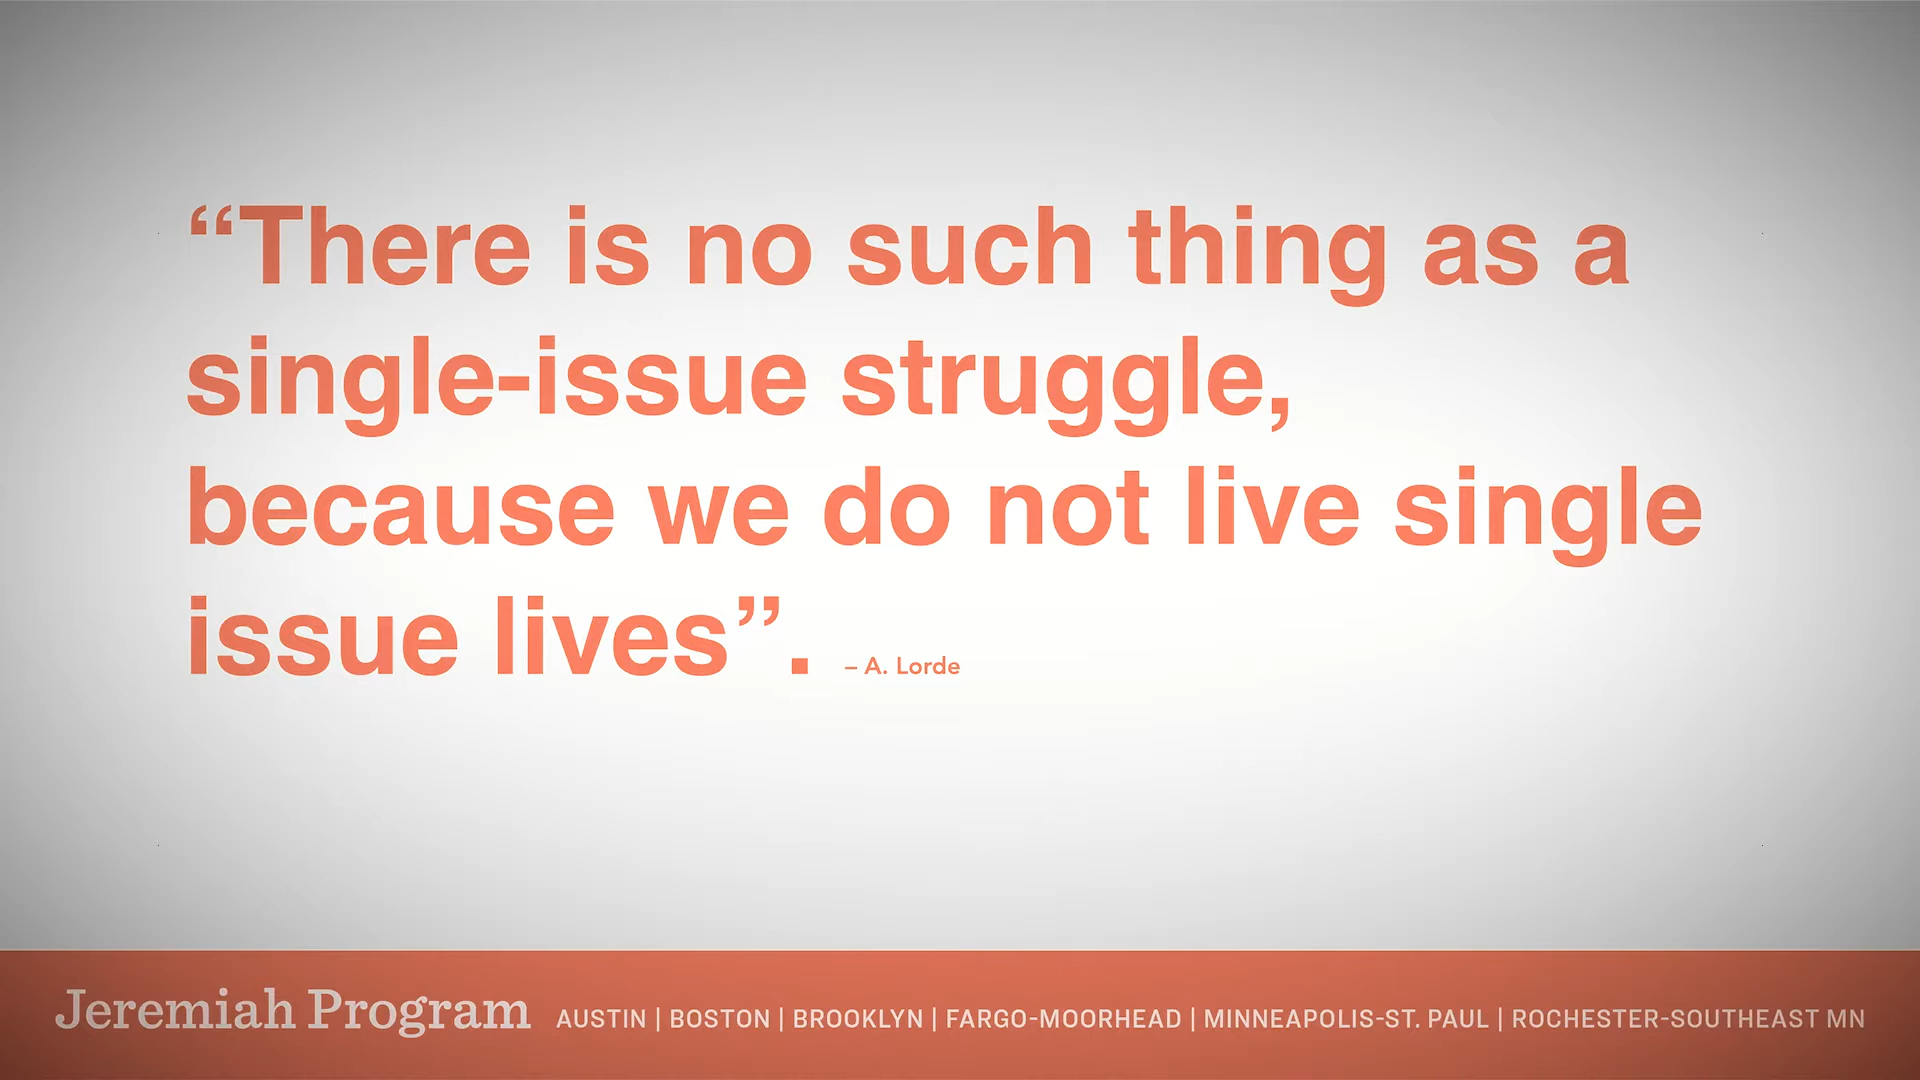 “There is no such thing as a
single-issue struggle,
because we do not live single
issue lives”. – A. Lorde
Jeremiah Program AUSTIN | BOSTON | BROOKLYN | FARGO-MOORHEAD | MINNEAPOLIS-ST. PAUL | ROCHESTER-SOUTHEAST MN